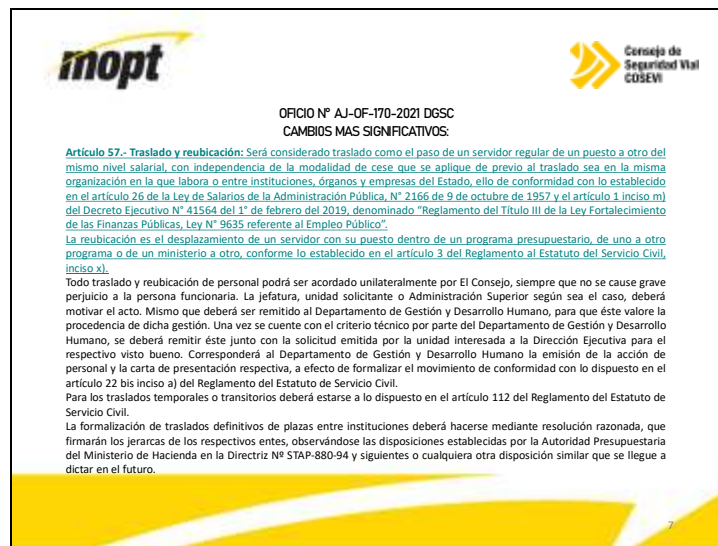 mopt
Consejo de
Seguridad Vial
COSEVI
OFICIO N° AJ-OF-170-2021 DGSC
CAMBIOS MAS SIGNIFICATIVOS:
Artículo 57.- Traslado y reubicación: Será considerado traslado como el paso de un servidor regular de un puesto a otro del
mismo nivel salarial, con independencia de la modalidad de cese que se aplique de previo al traslado sea en la misma
organización en la que labora o entre instituciones, órganos y empresas del Estado, ello de conformidad con lo establecido
en el artículo 26 de la Ley de Salarios de la Administración Pública, N° 2166 de 9 de octubre de 1957 y el artículo 1 inciso m)
del Decreto Ejecutivo N° 41564 del 1° de febrero del 2019, denominado “Reglamento del Título III de la Ley Fortalecimiento
de las Finanzas Públicas, Ley N° 9635 referente al Empleo Público”.
La reubicación es el desplazamiento de un servidor con su puesto dentro de un programa presupuestario, de uno a otro
programa o de un ministerio a otro, conforme lo establecido en el artículo 3 del Reglamento al Estatuto del Servicio Civil,
inciso x).
Todo traslado y reubicación de personal podrá ser acordado unilateralmente por El Consejo, siempre que no se cause grave
perjuicio a la persona funcionaria. La jefatura, unidad solicitante o Administración Superior según sea el caso, deberá
motivar el acto. Mismo que deberá ser remitido al Departamento de Gestión y Desarrollo Humano, para que éste valore la
procedencia de dicha gestión. Una vez se cuente con el criterio técnico por parte del Departamento de Gestión y Desarrollo
Humano, se deberá remitir éste junto con la solicitud emitida por la unidad interesada a la Dirección Ejecutiva para el
respectivo visto bueno. Corresponderá al Departamento de Gestión y Desarrollo Humano la emisión de la acción de
personal y la carta de presentación respectiva, a efecto de formalizar el movimiento de conformidad con lo dispuesto en el
artículo 22 bis inciso a) del Reglamento del Estatuto de Servicio Civil.
Para los traslados temporales o transitorios deberá estarse a lo dispuesto en el artículo 112 del Reglamento del Estatuto de
Servicio Civil.
La formalización de traslados definitivos de plazas entre instituciones deberá hacerse mediante resolución razonada, que
firmarán los jerarcas de los respectivos entes, observándose las disposiciones establecidas por la Autoridad Presupuestaria
del Ministerio de Hacienda en la Directriz Nº STAP-880-94 y siguientes o cualquiera otra disposición similar que se llegue a
dictar en el futuro.
7